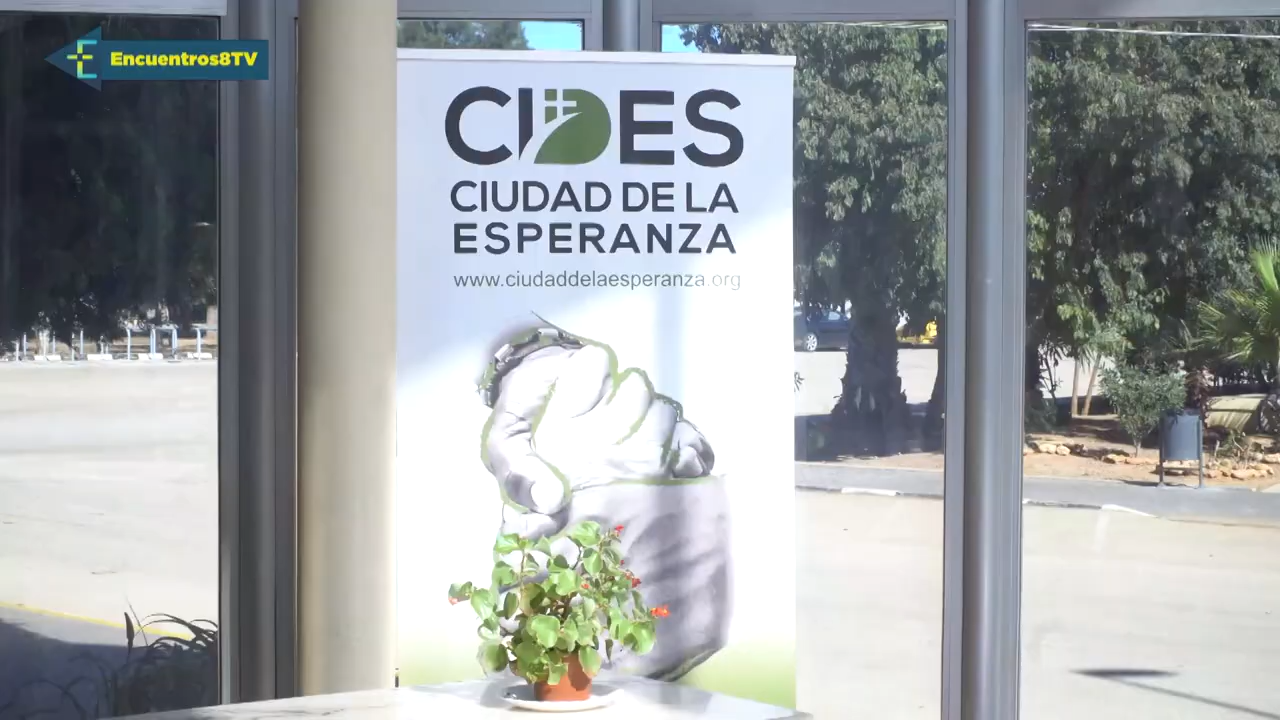 Encuentros8TV
CIDES
CIUDAD DE LA
ESPERANZA
www.ciudaddelaesperanza.org